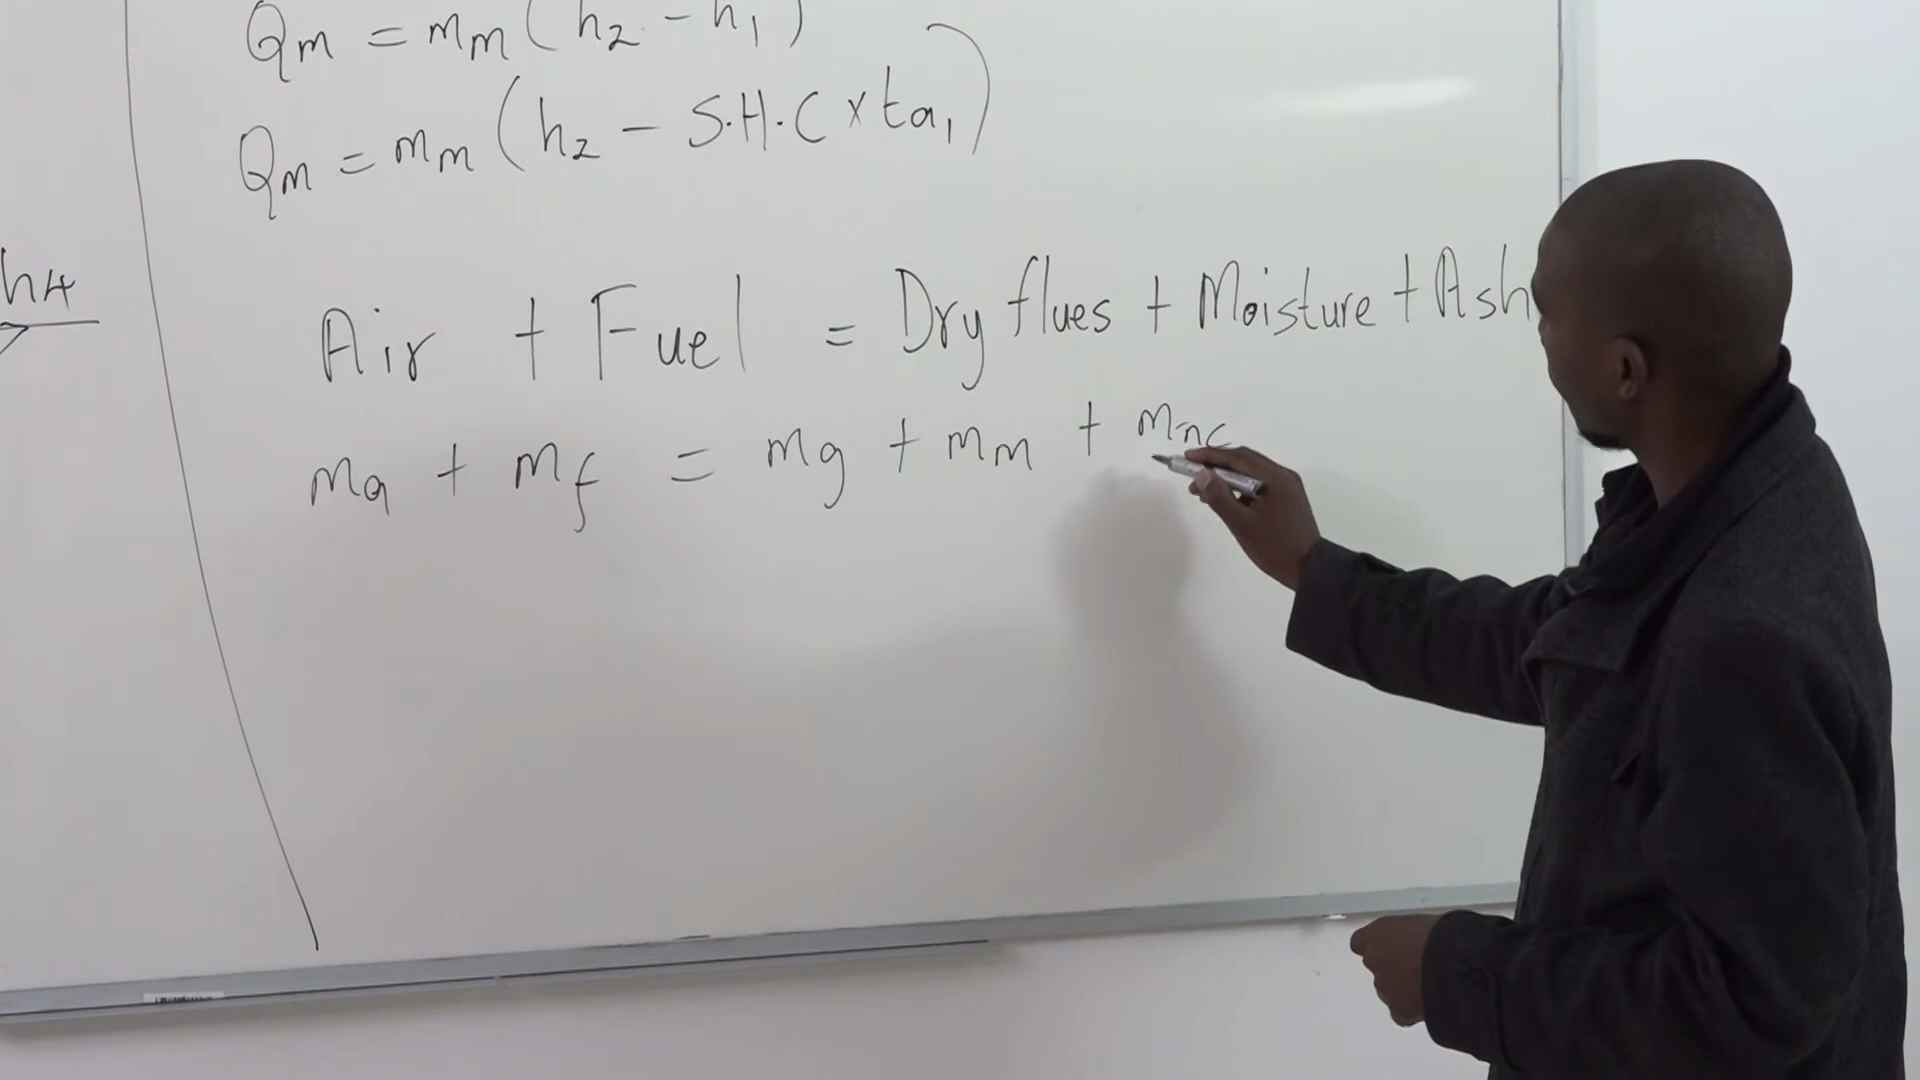 Qm = mm (h2 - h1)
Qm = mm (h2 - S.H.C x ta1)
h4
Air + Fuel = Dry flues + Moisture + Ash
ma + mf = mg + mm + mnc